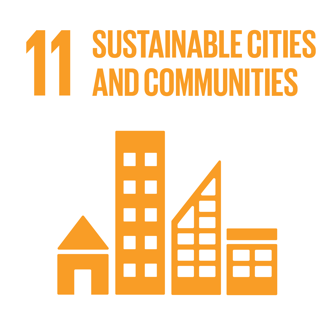 11 SUSTAINABLE CITIES
AND COMMUNITIES